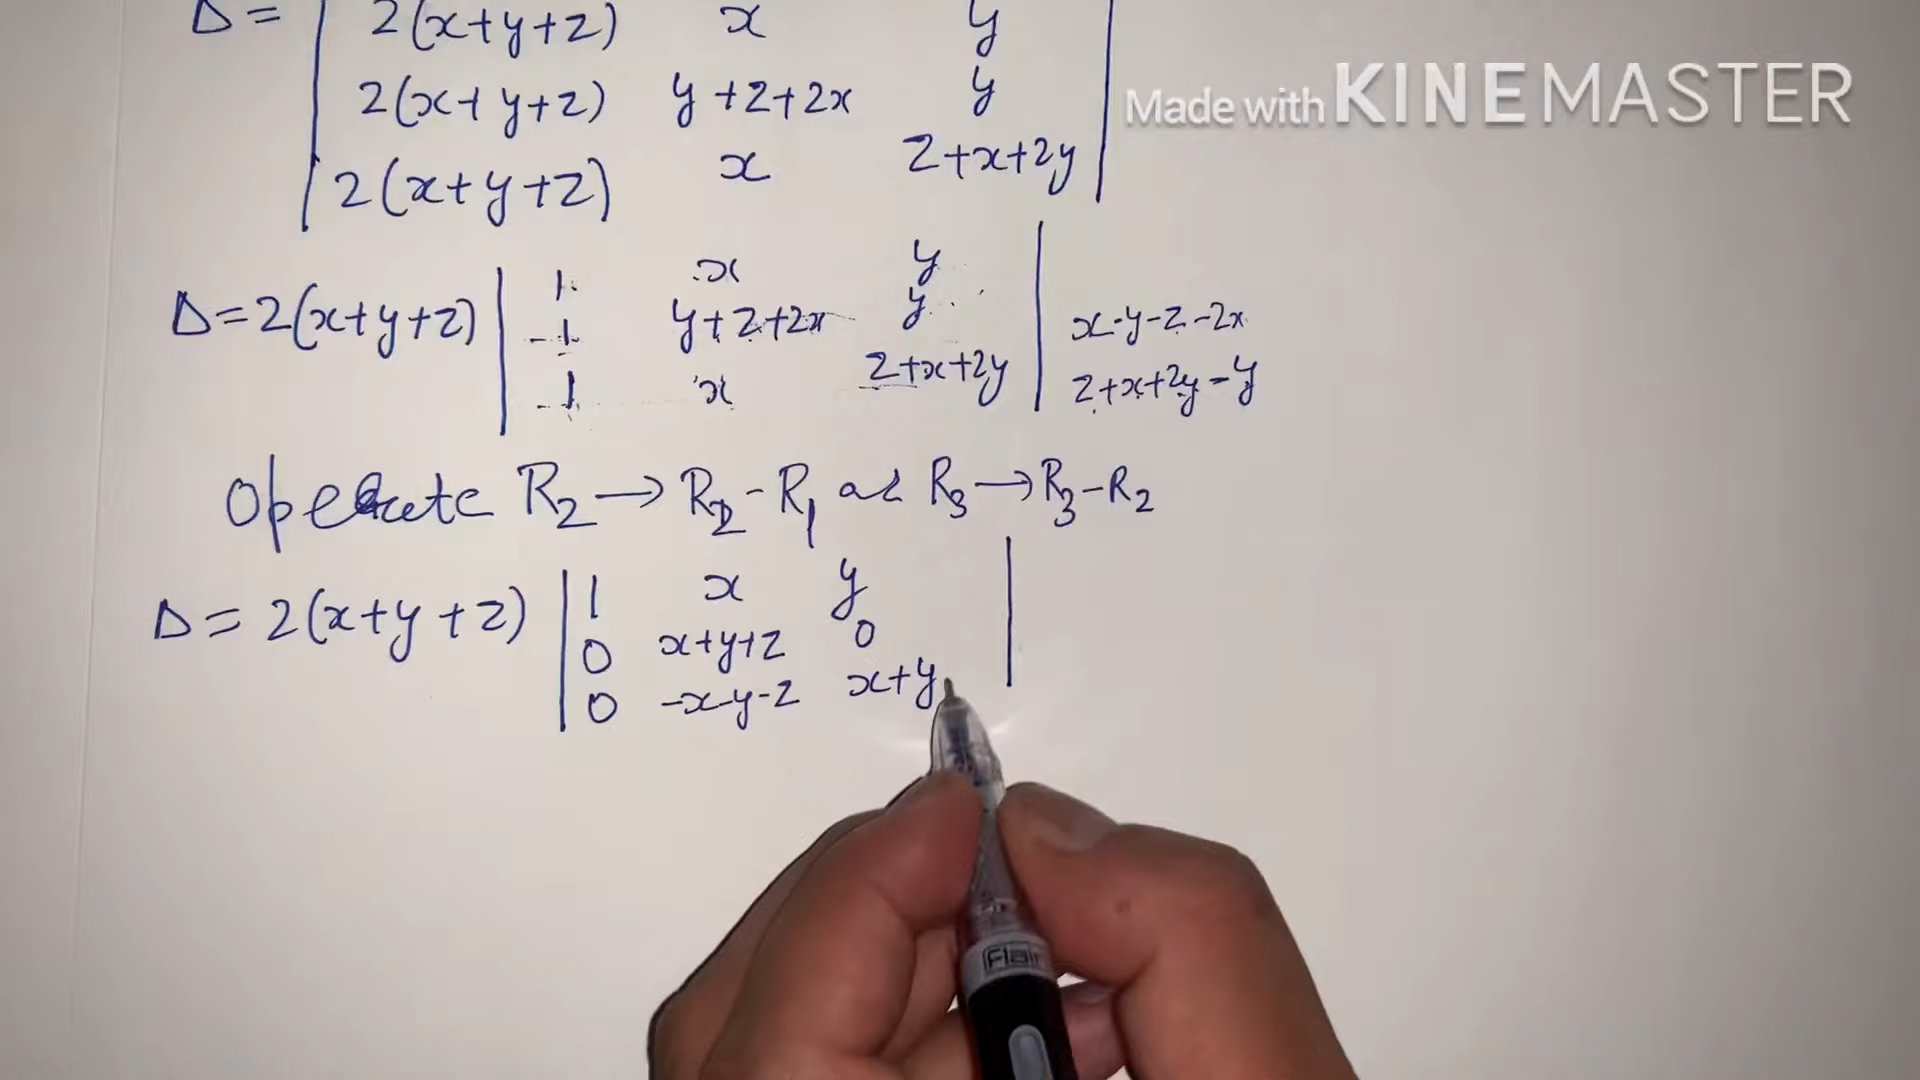 Δ = | 2(x+y+z) x y |
| 2(x+y+z) y+z+2x y |
| 2(x+y+z) x z+x+2y |
Made with KINEMASTER
Δ=2(x+y+z) | 1 x y |
| 1 y+z+2x y | x-y-z-2x
| 1 x z+x+2y | z+x+2y-y
Operate R2 → R2-R1 and R3 → R3-R2
Δ = 2(x+y+z) | 1 x y |
| 0 x+y+z 0 |
| 0 -x-y-z x+y
Flair